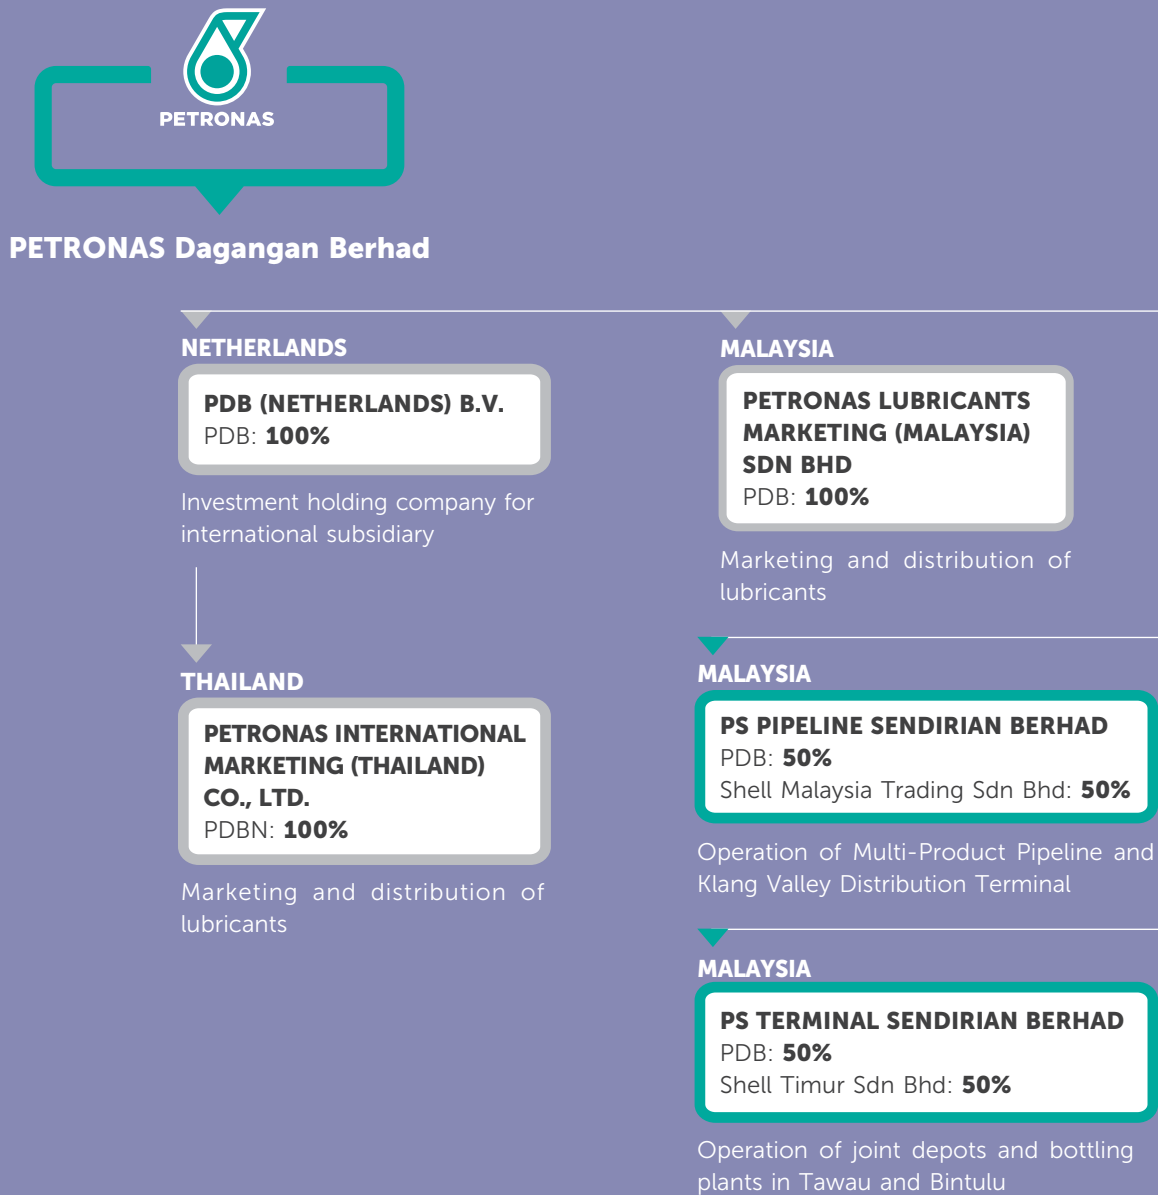 PETRONAS
PETRONAS Dagangan Berhad
NETHERLANDS
PDB (NETHERLANDS) B.V.
PDB: 100%
Investment holding company for
international subsidiary
THAILAND
PETRONAS INTERNATIONAL
MARKETING (THAILAND)
CO., LTD.
PDBN: 100%
Marketing and distribution of
lubricants
MALAYSIA
PETRONAS LUBRICANTS
MARKETING (MALAYSIA)
SDN BHD
PDB: 100%
Marketing and distribution of
lubricants
MALAYSIA
PS PIPELINE SENDIRIAN BERHAD
PDB: 50%
Shell Malaysia Trading Sdn Bhd: 50%
Operation of Multi-Product Pipeline and
Klang Valley Distribution Terminal
MALAYSIA
PS TERMINAL SENDIRIAN BERHAD
PDB: 50%
Shell Timur Sdn Bhd: 50%
Operation of joint depots and bottling
plants in Tawau and Bintulu